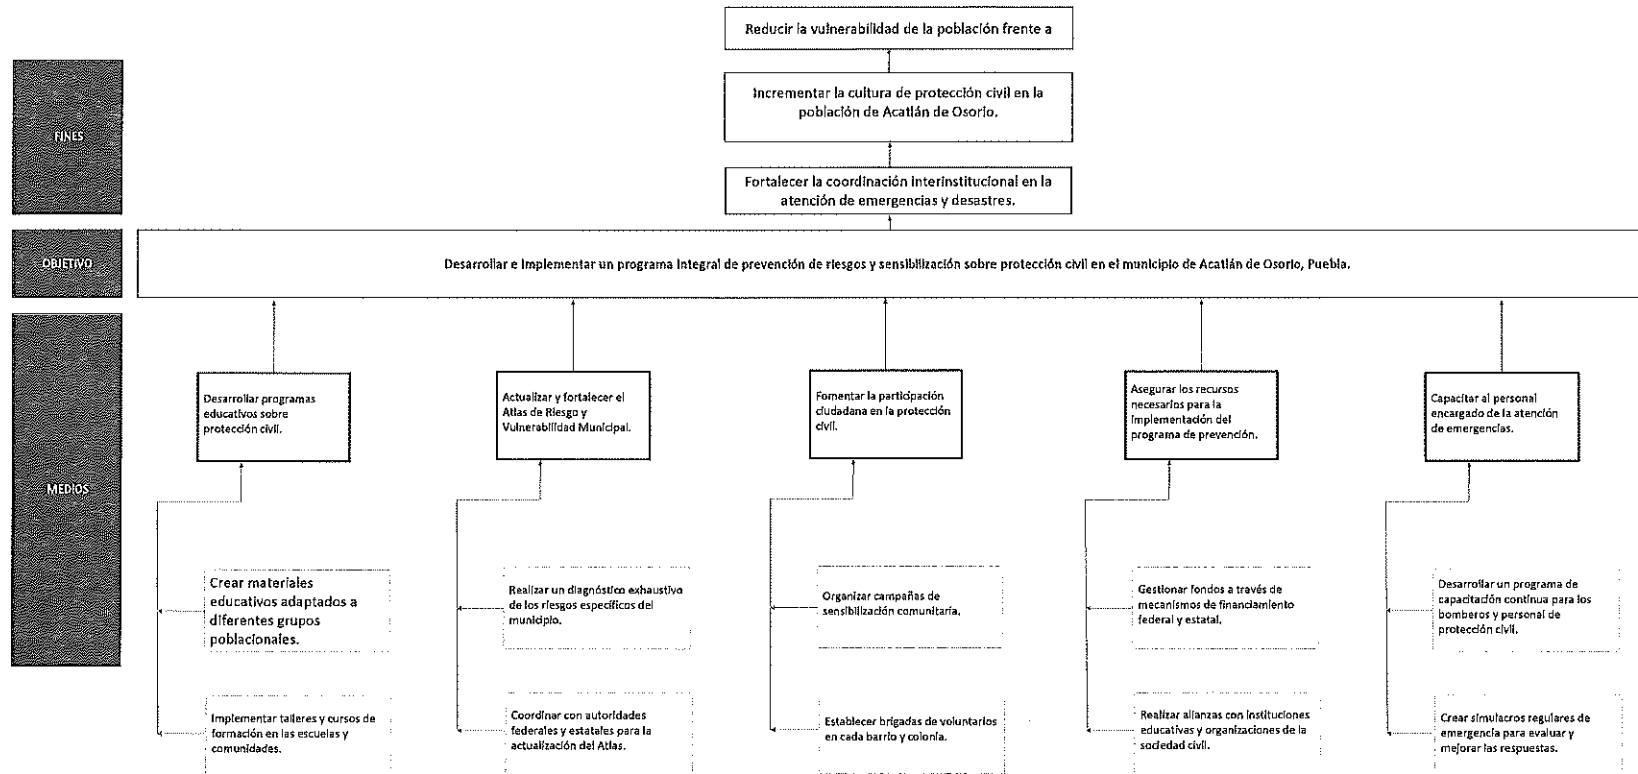 Reducir la vulnerabilidad de la población frente a
FINES
Incrementar la cultura de protección civil en la
población de Acatlán de Osorio.
Fortalecer la coordinación interinstitucional en la
atención de emergencias y desastres.
OBJETIVO
Desarrollar e implementar un programa integral de prevención de riesgos y sensibilización sobre protección civil en el municipio de Acatlán de Osorio, Puebla.
MEDIOS
Desarrollar programas
educativos sobre
protección civil.
Actualizar y fortalecer el
Atlas de Riesgo y
Vulnerabilidad Municipal.
Fomentar la participación
ciudadana en la protección
civil.
Asegurar los recursos
necesarios para la
implementación del
programa de prevención.
Capacitar al personal
encargado de la atención
de emergencias.
Crear materiales
educativos adaptados a
diferentes grupos
poblacionales.
Realizar un diagnóstico exhaustivo
de los riesgos específicos del
municipio.
Organizar campañas de
sensibilización comunitaria.
Gestionar fondos a través de
mecanismos de financiamiento
federal y estatal.
Desarrollar un programa de
capacitación continua para los
bomberos y personal de
protección civil.
Implementar talleres y cursos de
formación en las escuelas y
comunidades.
Coordinar con autoridades
federales y estatales para la
actualización del Atlas.
Establecer brigadas de voluntarios
en cada barrio y colonia.
Realizar alianzas con instituciones
educativas y organizaciones de la
sociedad civil.
Crear simulacros regulares de
emergencia para evaluar y
mejorar las respuestas.